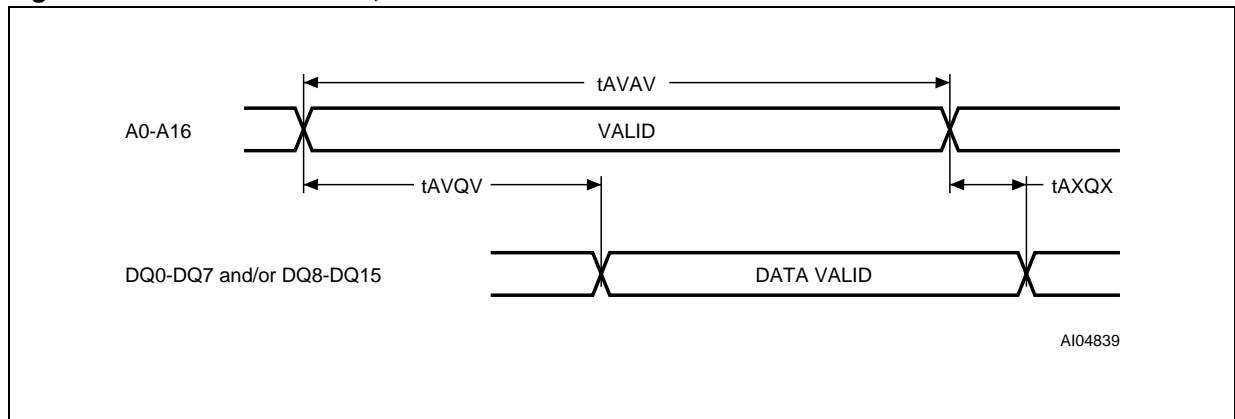 tAVAV
A0-A16
VALID
tAVQV
tAXQX
DQ0-DQ7 and/or DQ8-DQ15
DATA VALID
AI04839